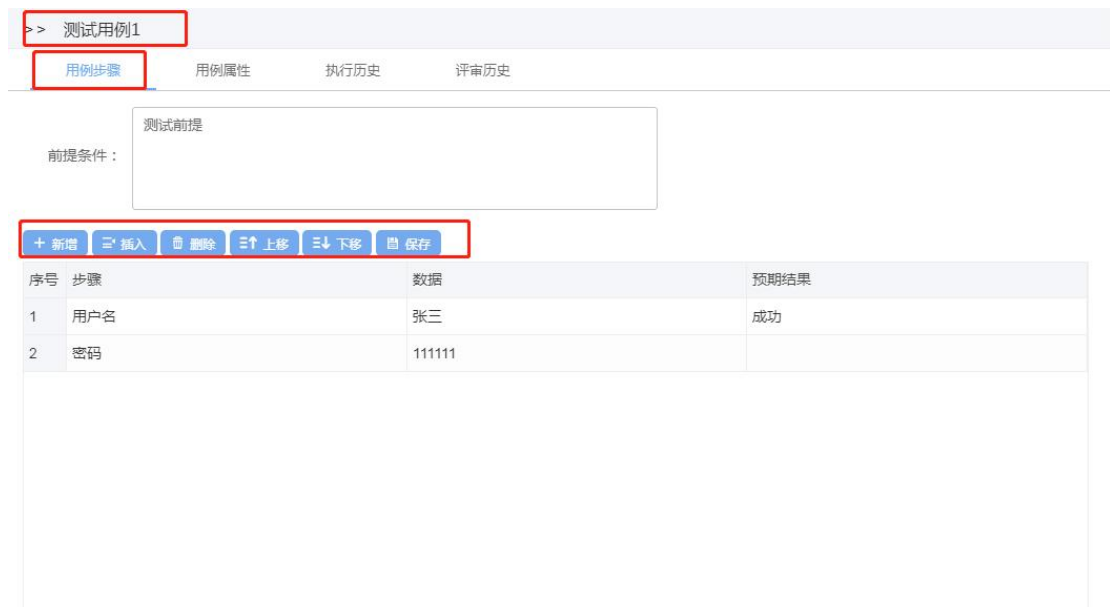 >> 测试用例1
用例步骤 用例属性 执行历史 评审历史
测试前提
前提条件：
新增 插入 删除 上移 下移 保存
序号 步骤 数据 预期结果
1 用户名 张三 成功
2 密码 111111